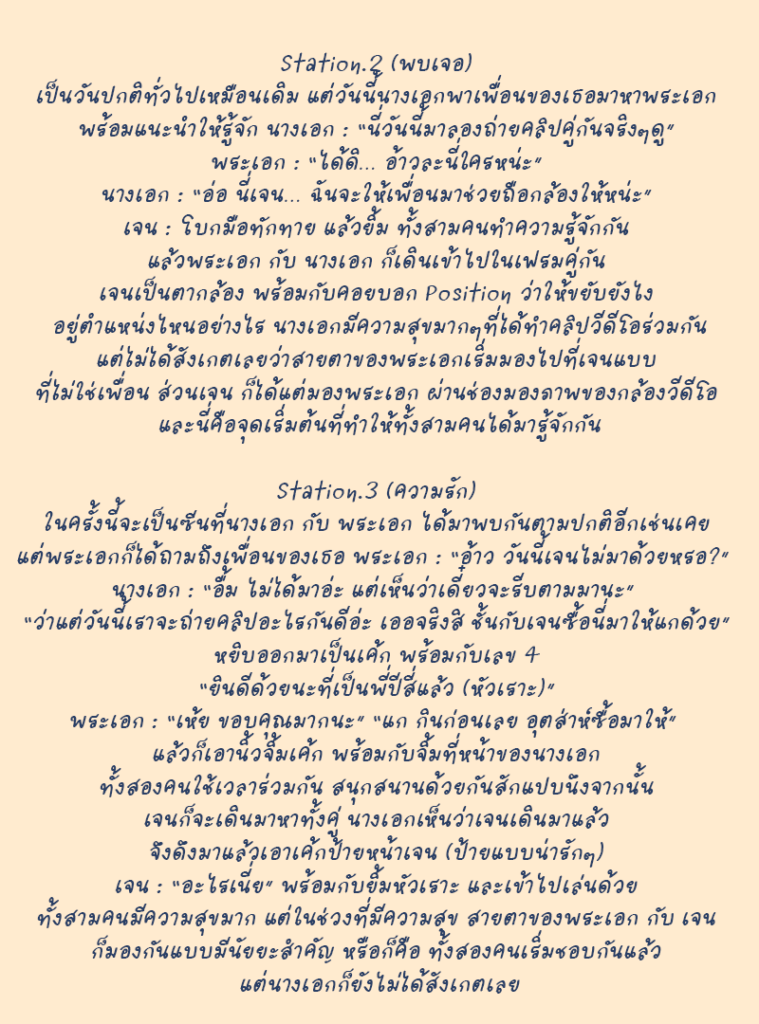 Station.2 (พบเจอ)
เป็นวันปกติทั่วไปเหมือนเดิม แต่วันนี้นางเอกพาเพื่อนของเธอมาหาพระเอก
พร้อมแนะนำให้รู้จัก นางเอก : “นี่วันนี้มาลองถ่ายคลิปคู่กันจริงๆดู”
พระเอก : “ได้ดิ... อ้าวละนี่ใครหน่ะ”
นางเอก : “อ่อ นี่เจน... ฉันจะให้เพื่อนมาช่วยถือกล้องให้หน่ะ”
เจน : โบกมือทักทาย แล้วยิ้ม ทั้งสามคนทำความรู้จักกัน
แล้วพระเอก กับ นางเอก ก็เดินเข้าไปในเฟรมคู่กัน
เจนเป็นตากล้อง พร้อมกับคอยบอก Position ว่าให้ขยับยังไง
อยู่ตำแหน่งไหนอย่างไร นางเอกมีความสุขมากๆที่ได้ทำคลิปวีดีโอร่วมกัน
แต่ไม่ได้สังเกตเลยว่าสายตาของพระเอกเริ่มมองไปที่เจนแบบ
ที่ไม่ใช่เพื่อน ส่วนเจน ก็ได้แต่มองพระเอก ผ่านช่องมองภาพของกล้องวีดีโอ
และนี่คือจุดเริ่มต้นที่ทำให้ทั้งสามคนได้มารู้จักกัน
Station.3 (ความรัก)
ในครั้งนี้จะเป็นซีนที่นางเอก กับ พระเอก ได้มาพบกันตามปกติอีกเช่นเคย
แต่พระเอกก็ได้ถามถึงเพื่อนของเธอ พระเอก : “อ้าว วันนี้เจนไม่มาด้วยหรอ?”
นางเอก : “อื้ม ไม่ได้มาอ่ะ แต่เห็นว่าเดี๋ยวจะรีบตามมานะ”
“ว่าแต่วันนี้เราจะถ่ายคลิปอะไรกันดีอ่ะ เออจริงสิ ชั้นกับเจนซื้อนี่มาให้แกด้วย”
หยิบออกมาเป็นเค้ก พร้อมกับเลข 4
“ยินดีด้วยนะที่เป็นพี่ปีสี่แล้ว (หัวเราะ)”
พระเอก : “เห้ย ขอบคุณมากนะ” “แก กินก่อนเลย อุตส่าห์ซื้อมาให้”
แล้วก็เอานิ้วจิ้มเค้ก พร้อมกับจิ้มที่หน้าของนางเอก
ทั้งสองคนใช้เวลาร่วมกัน สนุกสนานด้วยกันสักแปบนึงจากนั้น
เจนก็จะเดินมาหาทั้งคู่ นางเอกเห็นว่าเจนเดินมาแล้ว
จึงดึงมาแล้วเอาเค้กป้ายหน้าเจน (ป้ายแบบน่ารักๆ)
เจน : “อะไรเนี่ย” พร้อมกับยิ้มหัวเราะ และเข้าไปเล่นด้วย
ทั้งสามคนมีความสุขมาก แต่ในช่วงที่มีความสุข สายตาของพระเอก กับ เจน
ก็มองกันแบบมีนัยยะสำคัญ หรือก็คือ ทั้งสองคนเริ่มชอบกันแล้ว
แต่นางเอกก็ยังไม่ได้สังเกตเลย